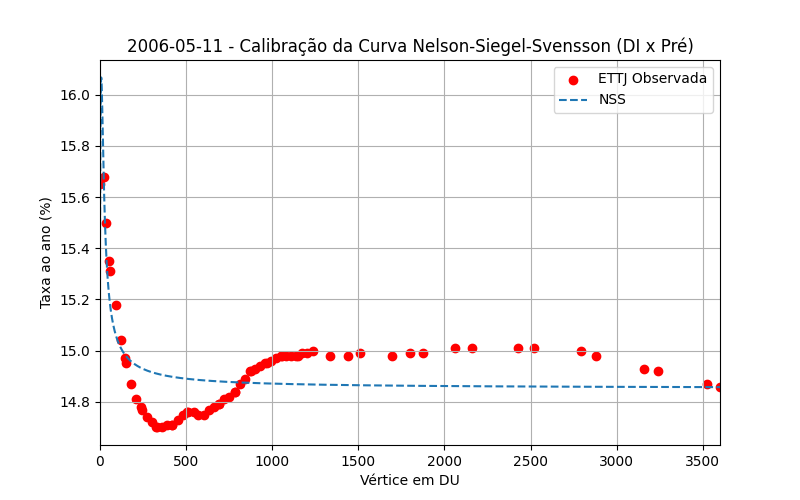 2006-05-11 - Calibração da Curva Nelson-Siegel-Svensson (DI x Pré)
ETTJ Observada
NSS
Taxa ao ano (%)
16.0
15.8
15.6
15.4
15.2
15.0
14.8
0 500 1000 1500 2000 2500 3000 3500
Vértice em DU